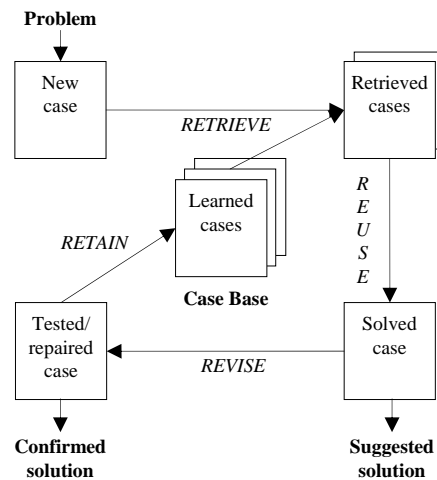 Problem
New
case
Retrieved
cases
RETRIEVE
Learned
cases
REUSE
RETAIN
Case Base
Tested/
repaired
case
Solved
case
REVISE
Confirmed
solution
Suggested
solution